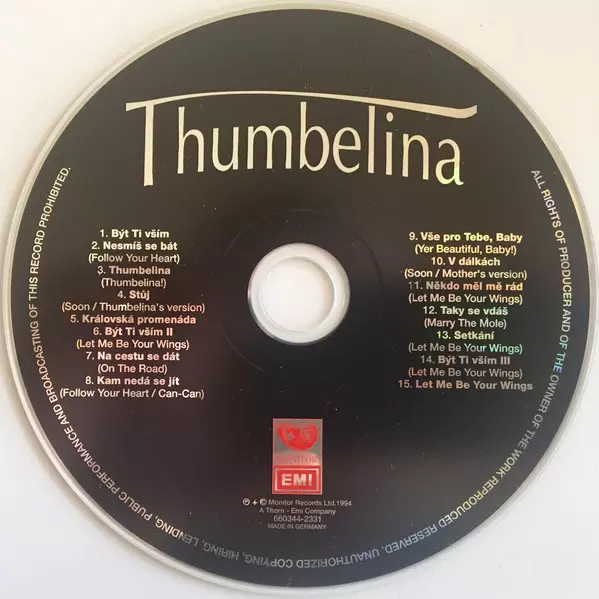 Thumbelina
1. Být Ti vším
2. Nesmíš se bát
(Follow Your Heart)
3. Thumbelina
(Thumbelina!)
4. Stůj
(Soon / Thumbelina's version)
5. Královská promenáda
6. Být Ti vším II
(Let Me Be Your Wings)
7. Na cestu se dát
(On The Road)
8. Kam nedá se jít
(Follow Your Heart / Can-Can)
9. Vše pro Tebe, Baby
(Yer Beautiful, Baby!)
10. V dálkách
(Soon / Mother's version)
11. Někdo měl mě rád
(Let Me Be Your Wings)
12. Taky se vdáš
(Marry The Mole)
13. Setkání
(Let Me Be Your Wings)
14. Být Ti vším III
(Let Me Be Your Wings)
15. Let Me Be Your Wings
MONITOR
EMI
℗ + © Monitor Records Ltd.1994
A Thorn - Emi Company
660344-2331
MADE IN GERMANY
ALL RIGHTS OF PRODUCER AND OF THE OWNER OF THE WORK REPRODUCED RESERVED. UNAUTHORIZED COPYING, HIRING, LENDING, PUBLIC PERFORMANCE AND BROADCASTING OF THIS RECORD PROHIBITED.